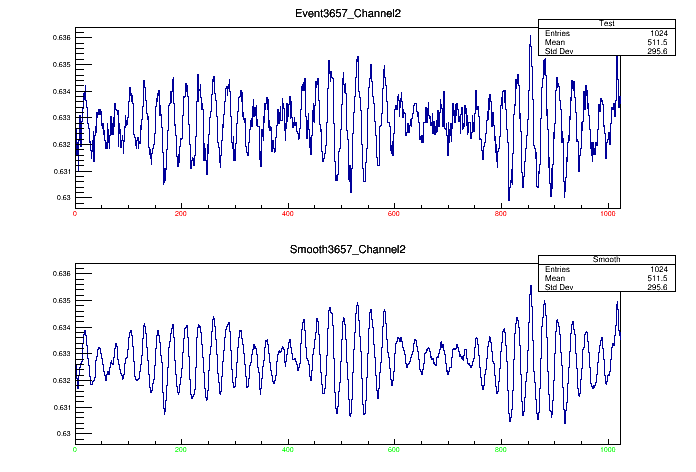 Event3657_Channel2
Test
Entries 1024
Mean 511.5
Std Dev 295.6
0.636
0.635
0.634
0.633
0.632
0.631
0.63
0 200 400 600 800 1000
Smooth3657_Channel2
Smooth
Entries 1024
Mean 511.5
Std Dev 295.6
0.636
0.635
0.634
0.633
0.632
0.631
0.63
0 200 400 600 800 1000